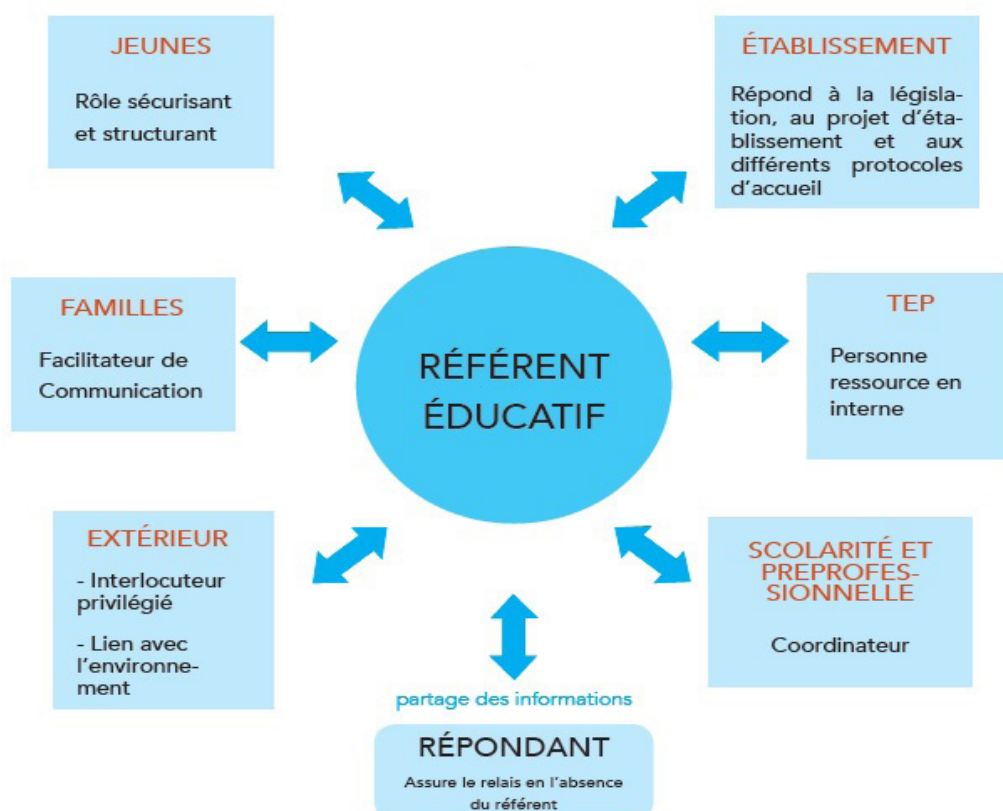 JEUNES
Rôle sécurisant
et structurant
ÉTABLISSEMENT
Répond à la législa-
tion, au projet d'éta-
blissement et aux
différents protocoles
d'accueil
FAMILLES
Facilitateur de
Communication
RÉFÉRENT
ÉDUCATIF
TEP
Personne
ressource en
interne
EXTÉRIEUR
- Interlocuteur
privilégié
- Lien avec
l'environne-
ment
SCOLARITÉ ET
PREPROFES-
SIONNELLE
Coordinateur
partage des informations
RÉPONDANT
Assure le relais en l'absence
du référent